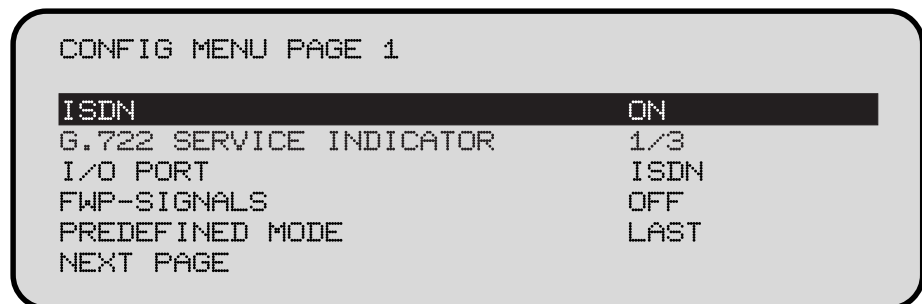 CONFIG MENU PAGE 1
ISDN ON
G.722 SERVICE INDICATOR 1/3
I/O PORT ISDN
FWP-SIGNALS OFF
PREDEFINED MODE LAST
NEXT PAGE